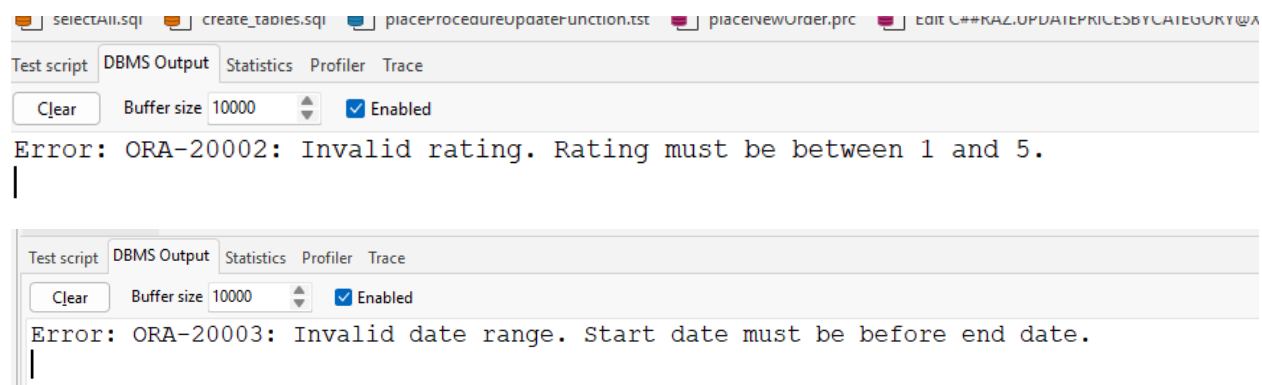 selectAll.sql create_tables.sql placeProcedureUpdateFunction.tst placeNewOrder.prc Edit C##RAZ.UPDATEPRICESBYCATEGORY@X
Test script DBMS Output Statistics Profiler Trace
Clear Buffer size 10000 Enabled
Error: ORA-20002: Invalid rating. Rating must be between 1 and 5.
Test script DBMS Output Statistics Profiler Trace
Clear Buffer size 10000 Enabled
Error: ORA-20003: Invalid date range. Start date must be before end date.